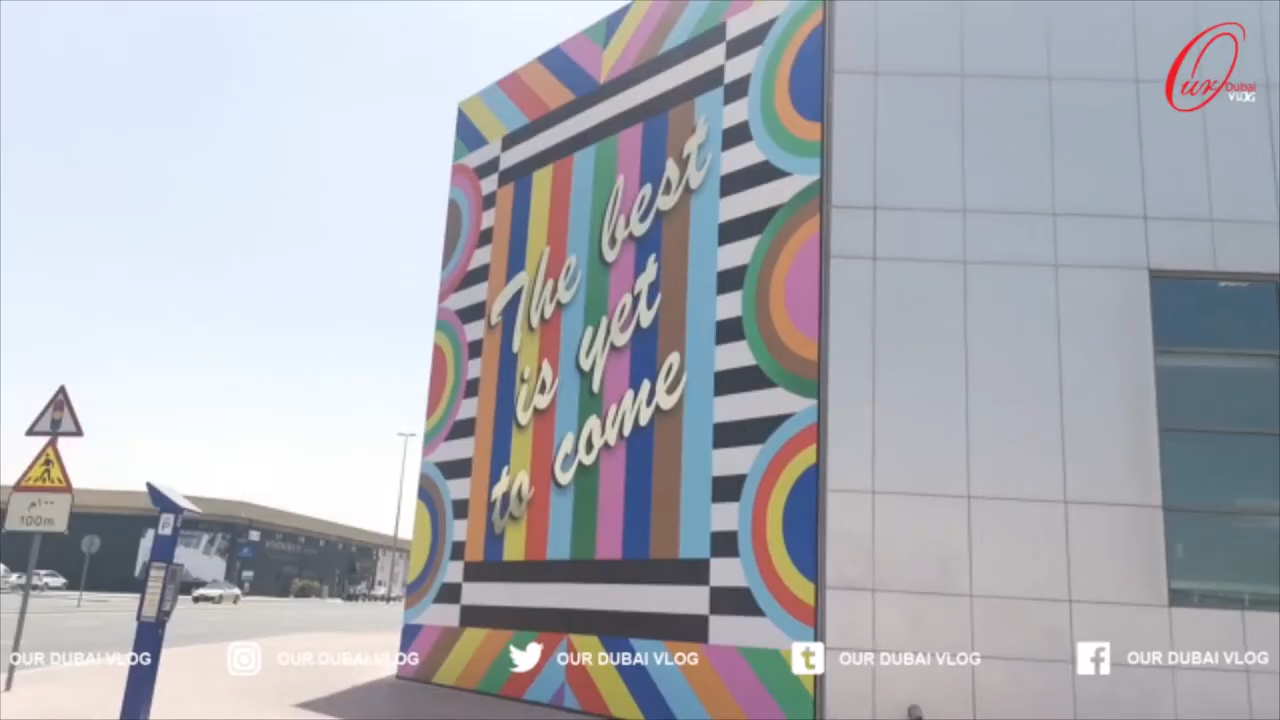 Our
Dubai
VLOG
The best
is yet
to come
١٠٠م
100m
P
OUR DUBAI VLOG
OUR DUBAI VLOG
OUR DUBAI VLOG
OUR DUBAI VLOG
OUR DUBAI VLOG